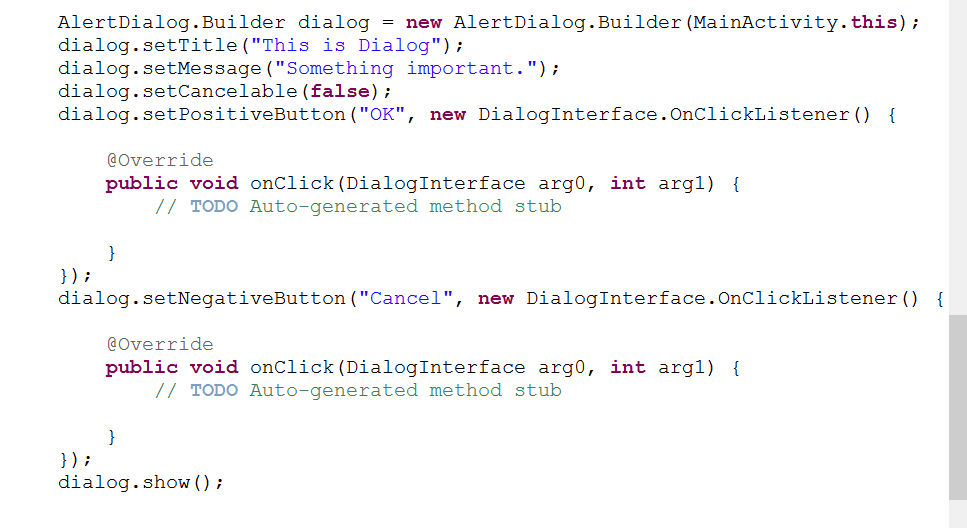 AlertDialog.Builder dialog = new AlertDialog.Builder(MainActivity.this);
dialog.setTitle("This is Dialog");
dialog.setMessage("Something important.");
dialog.setCancelable(false);
dialog.setPositiveButton("OK", new DialogInterface.OnClickListener() {
@Override
public void onClick(DialogInterface arg0, int arg1) {
// TODO Auto-generated method stub
}
});
dialog.setNegativeButton("Cancel", new DialogInterface.OnClickListener() {
@Override
public void onClick(DialogInterface arg0, int arg1) {
// TODO Auto-generated method stub
}
});
dialog.show();